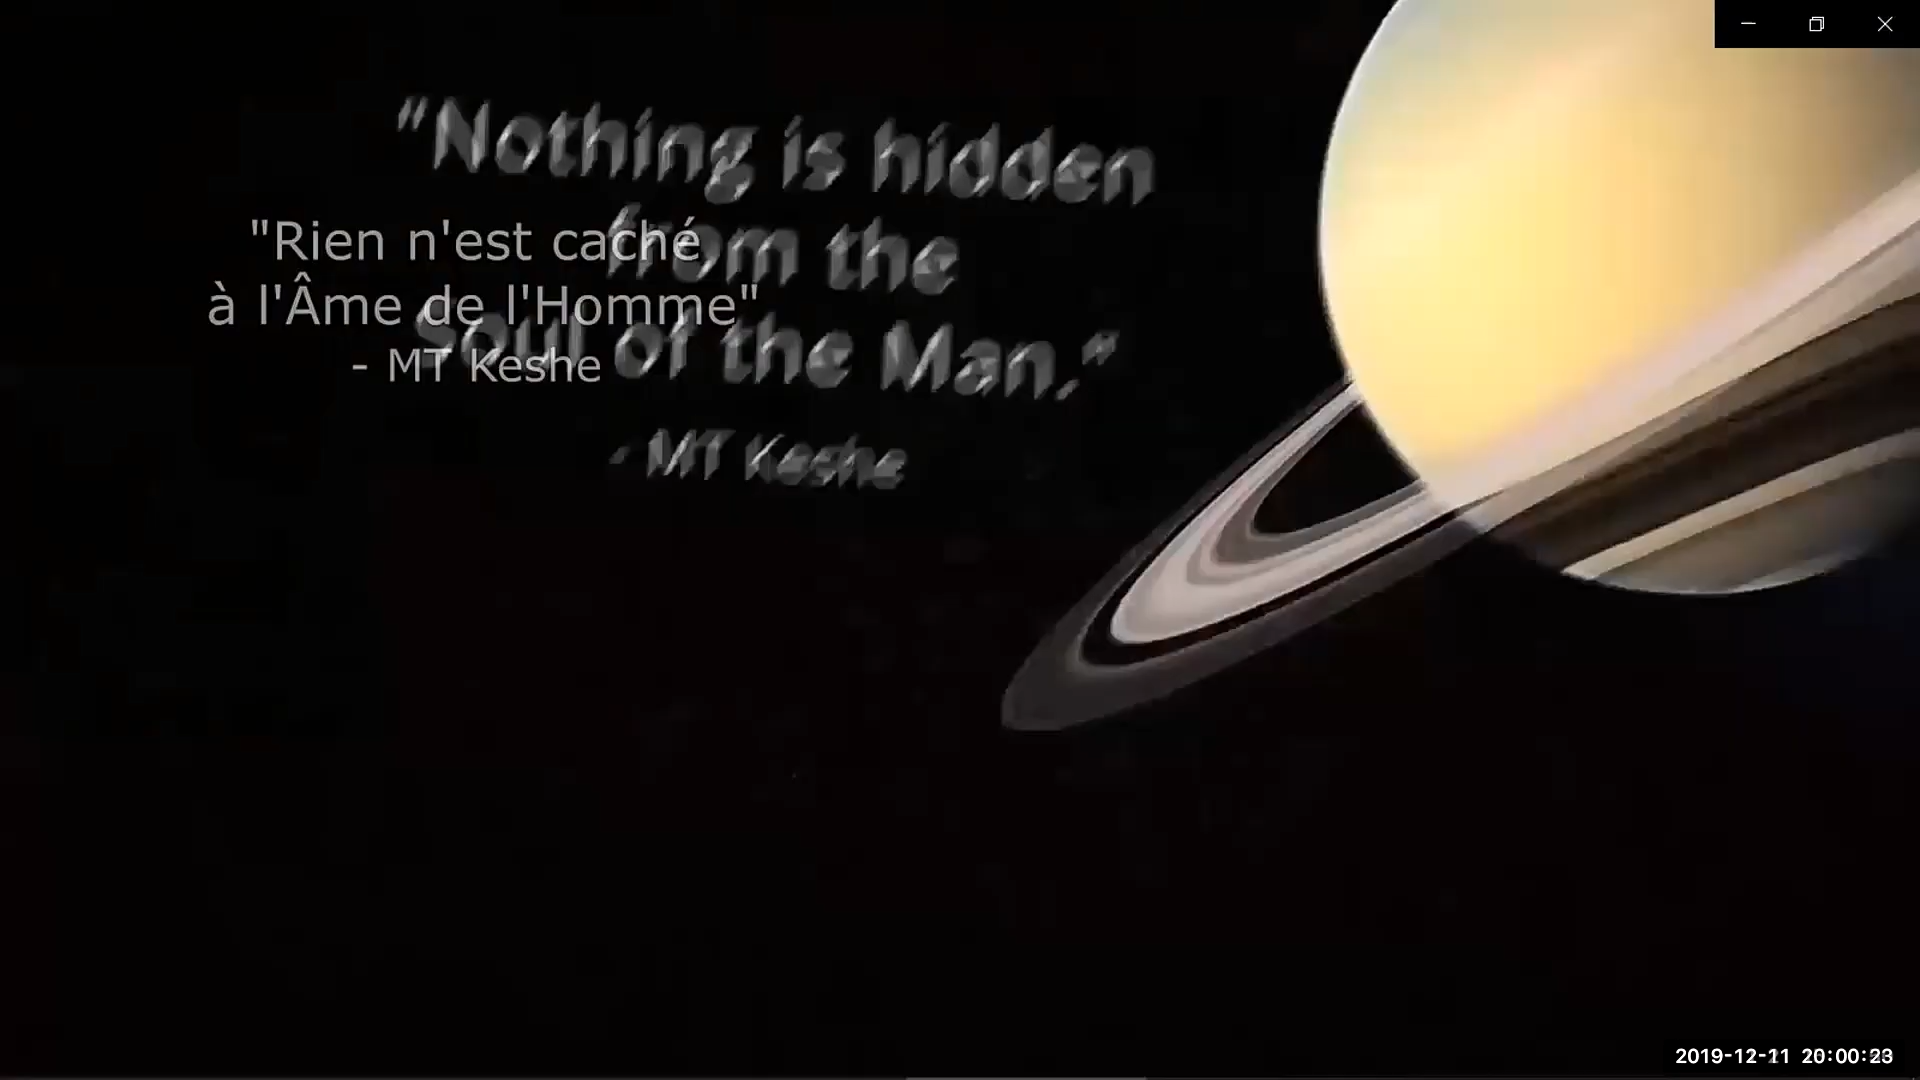 "Nothing is hidden
from the
Soul of the Man."
- MT Keshe
"Rien n'est caché
à l'Âme de l'Homme"
- MT Keshe
2019-12-11 20:00:23